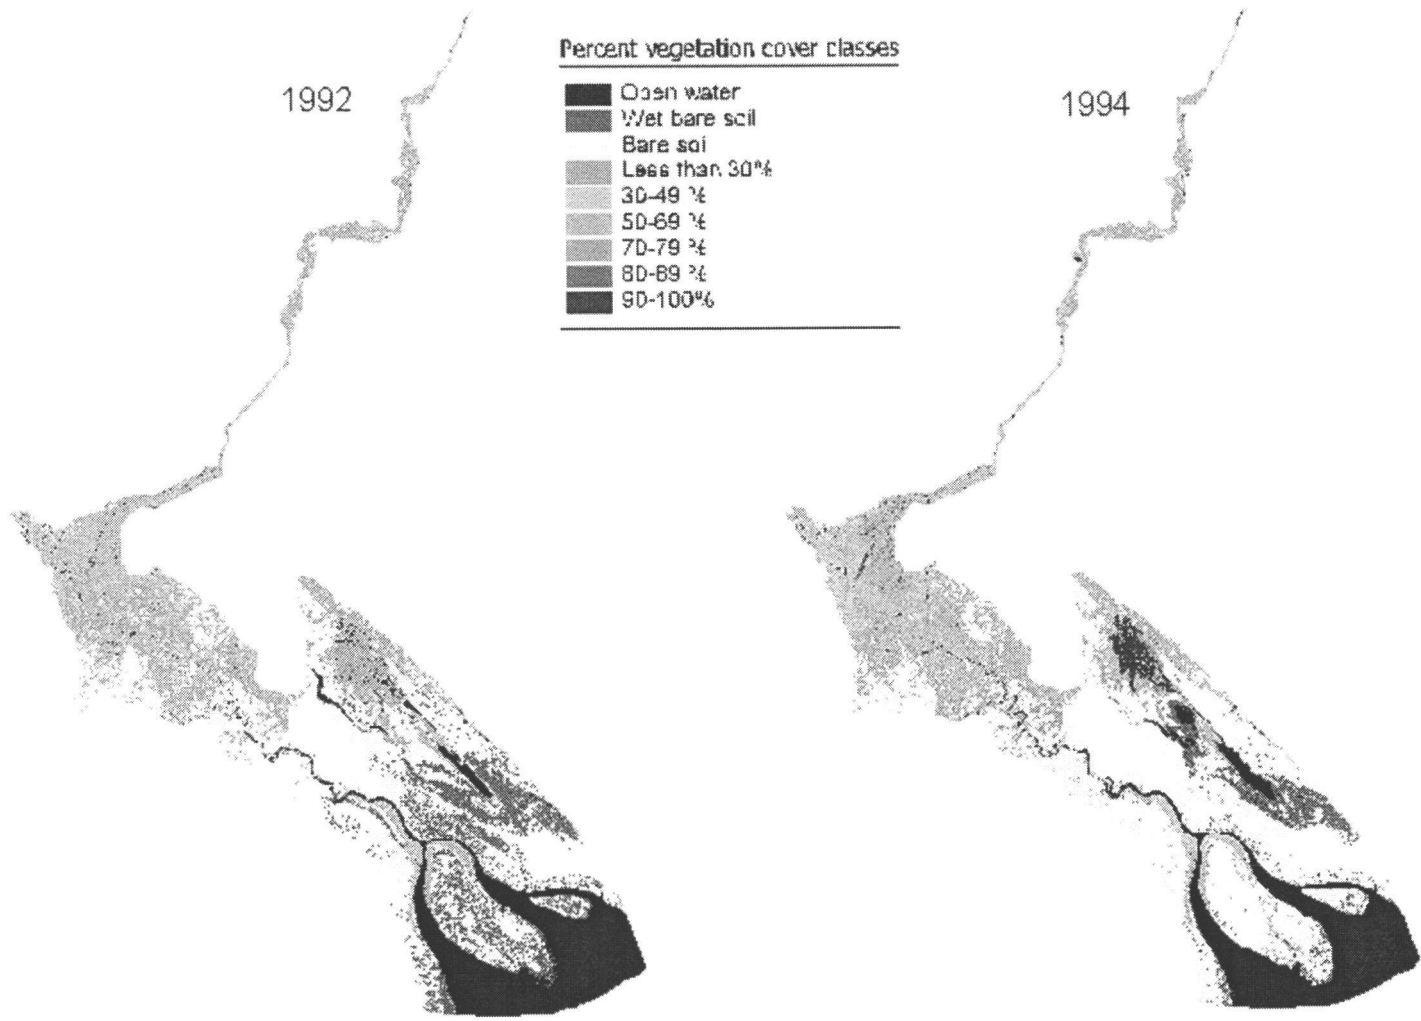 Percent vegetation cover classes
1992
1994
Open water
Wet bare soil
Bare soi
Less than 30%
30-49 %
50-69 %
70-79 %
80-89 %
90-100%